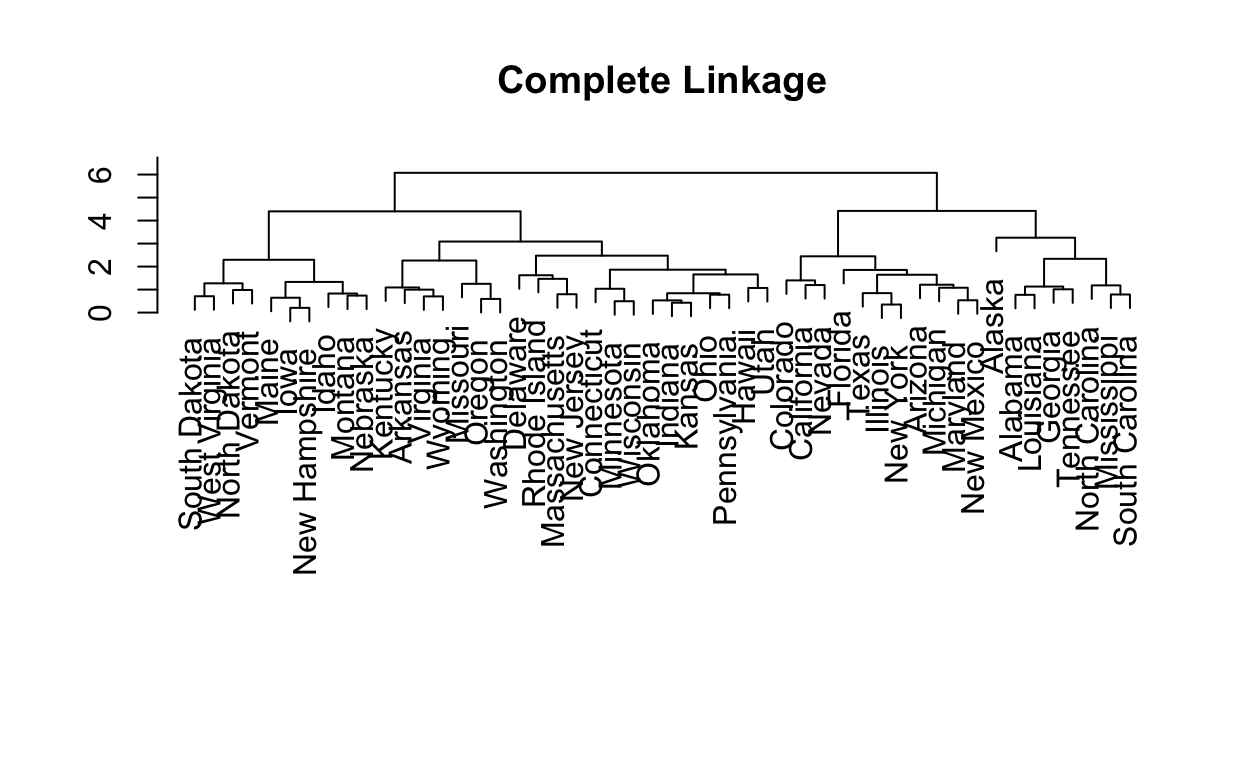 Complete Linkage
6
4
2
0
South Dakota
West Virginia
North Dakota
Vermont
Maine
Iowa
New Hampshire
Idaho
Montana
Nebraska
Kentucky
Arkansas
Virginia
Wyoming
Missouri
Oregon
Washington
Delaware
Rhode Island
Massachusetts
New Jersey
Connecticut
Minnesota
Wisconsin
Oklahoma
Indiana
Kansas
Ohio
Pennsylvania
Hawaii
Utah
Colorado
California
Nevada
Florida
Texas
Illinois
New York
Arizona
Michigan
Maryland
New Mexico
Alaska
Alabama
Louisiana
Georgia
Tennessee
North Carolina
Mississippi
South Carolina